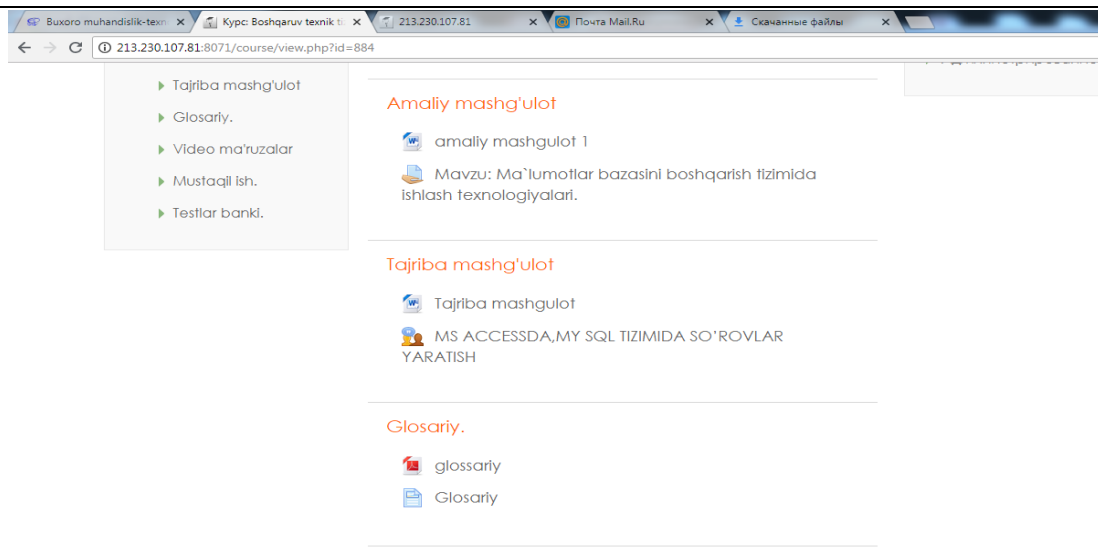 Buxoro muhandislik-texn
Курс: Boshqaruv texnik ti
213.230.107.81
Почта Mail.Ru
Скачанные файлы
213.230.107.81:8071/course/view.php?id=884
Tajriba mashg'ulot
Glosariy.
Video ma'ruzalar
Mustaqil ish.
Testlar banki.
Amaliy mashg'ulot
amaliy mashgulot 1
Mavzu: Ma`lumotlar bazasini boshqarish tizimida
ishlash texnologiyalari.
Tajriba mashg'ulot
Tajriba mashgulot
MS ACCESSDA,MY SQL TIZIMIDA SO'ROVLAR
YARATISH
Glosariy.
glossariy
Glosariy